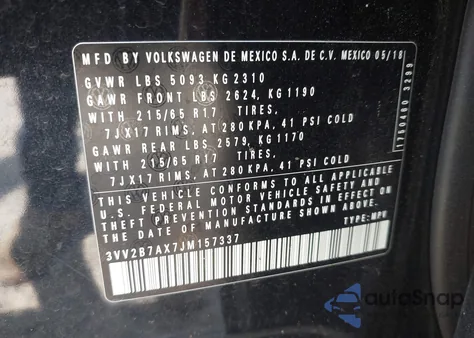 MFD BY VOLKSWAGEN DE MEXICO S.A. DE C.V. MEXICO 05/18
GVWR LBS 5093 KG 2310
GAWR FRONT LBS 2624, KG 1190
WITH 215/65 R17 TIRES,
7JX17 RIMS, AT 280 KPA, 41 PSI COLD
GAWR REAR LBS 2579, KG 1170
WITH 215/65 R17 TIRES,
7JX17 RIMS, AT 280 KPA, 41 PSI COLD
THIS VEHICLE CONFORMS TO ALL APPLICABLE
U.S. FEDERAL MOTOR VEHICLE SAFETY
STANDARDS IN EFFECT ON
THE DATE OF MANUFACTURE SHOWN ABOVE
3VV2B7AX7JM157337
TYPE: MPV
autoSnap